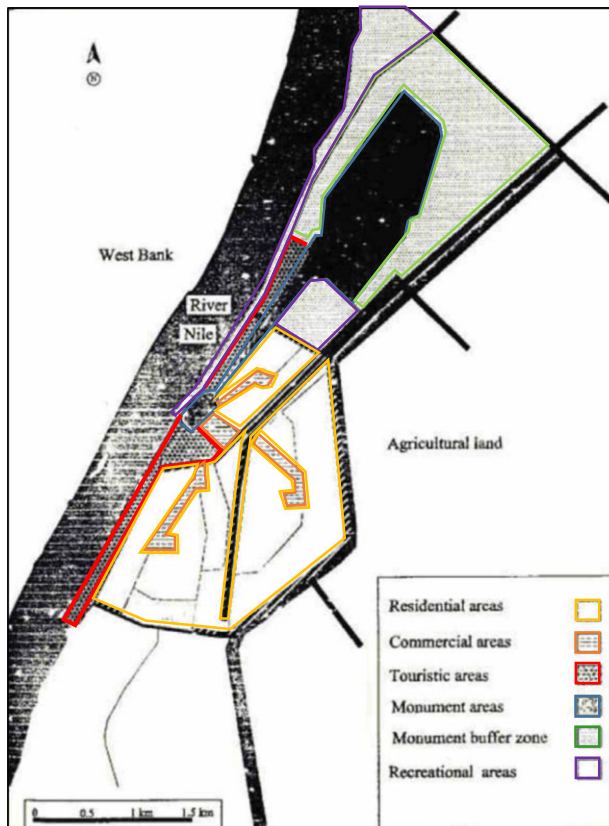 N
West Bank
River
Nile
Agricultural land
Residential areas
Commercial areas
Touristic areas
Monument areas
Monument buffer zone
Recreational areas
0 0.5 1 km 1.5 km